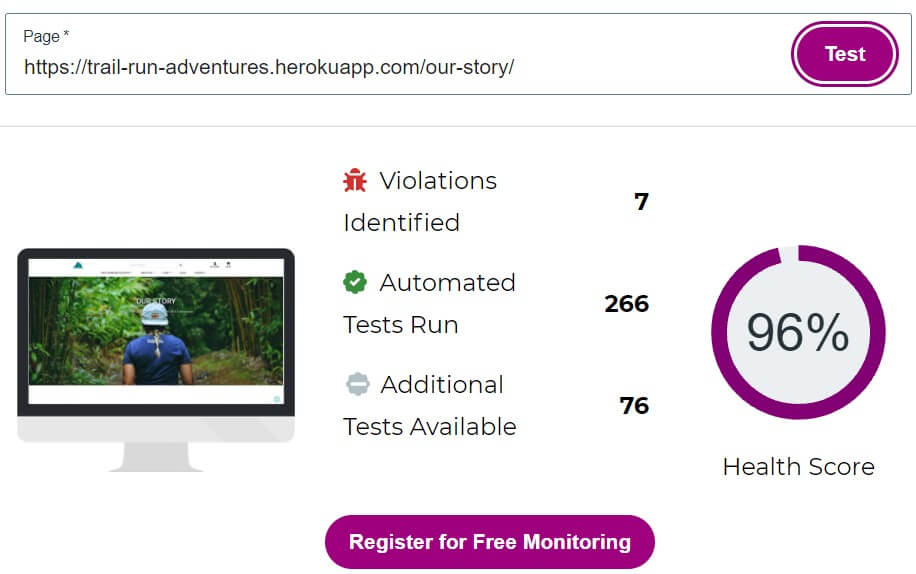 Page *
https://trail-run-adventures.herokuapp.com/our-story/
Test
Violations
Identified
7
Automated
Tests Run
266
Additional
Tests Available
76
OUR STORY
96%
Health Score
Register for Free Monitoring